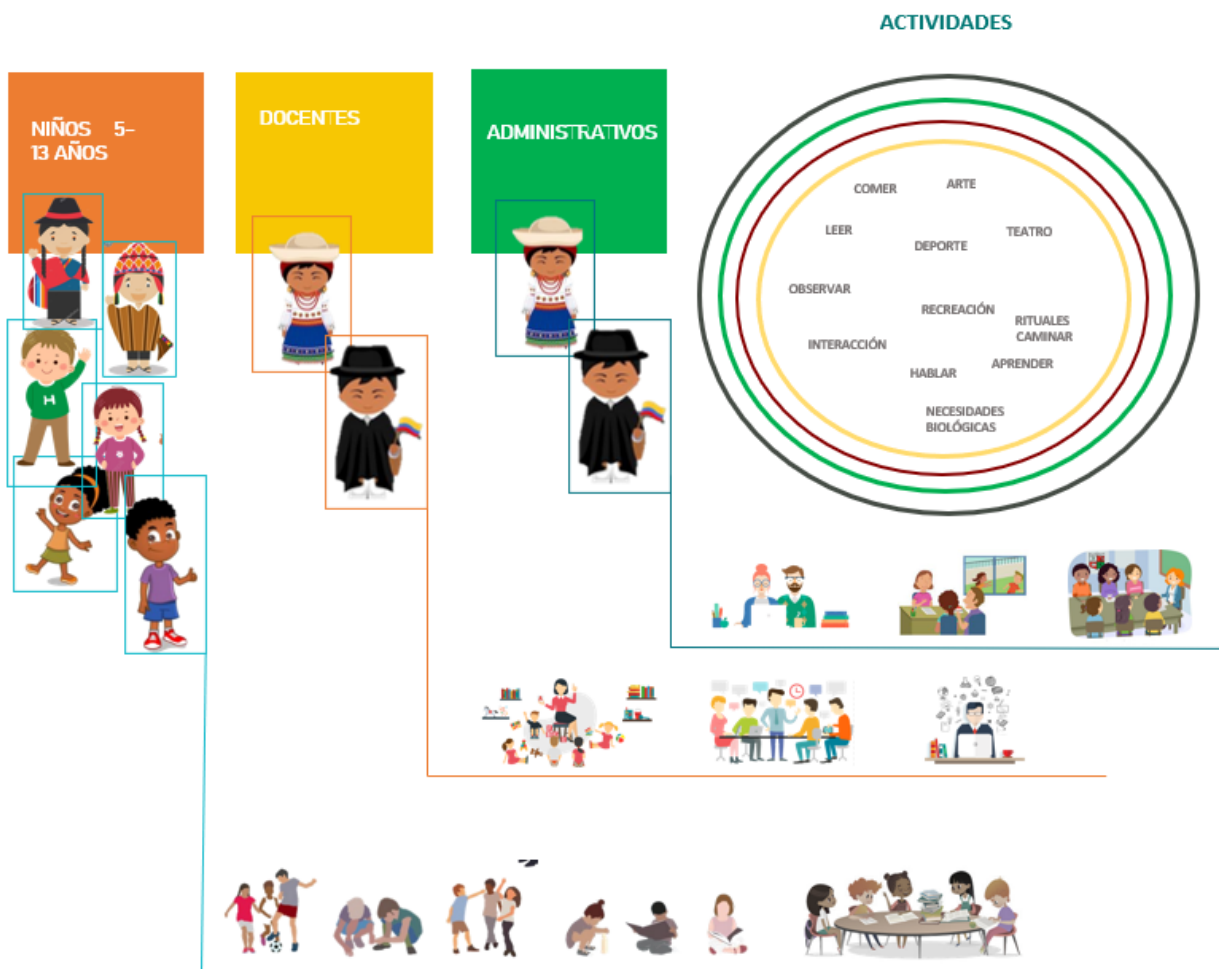 ACTIVIDADES
NIÑOS 5-
13 AÑOS
DOCENTES
ADMINISTRATIVOS
COMER
ARTE
LEER
DEPORTE
TEATRO
OBSERVAR
RECREACIÓN
RITUALES
CAMINAR
INTERACCIÓN
HABLAR
APRENDER
NECESIDADES
BIOLÓGICAS
H